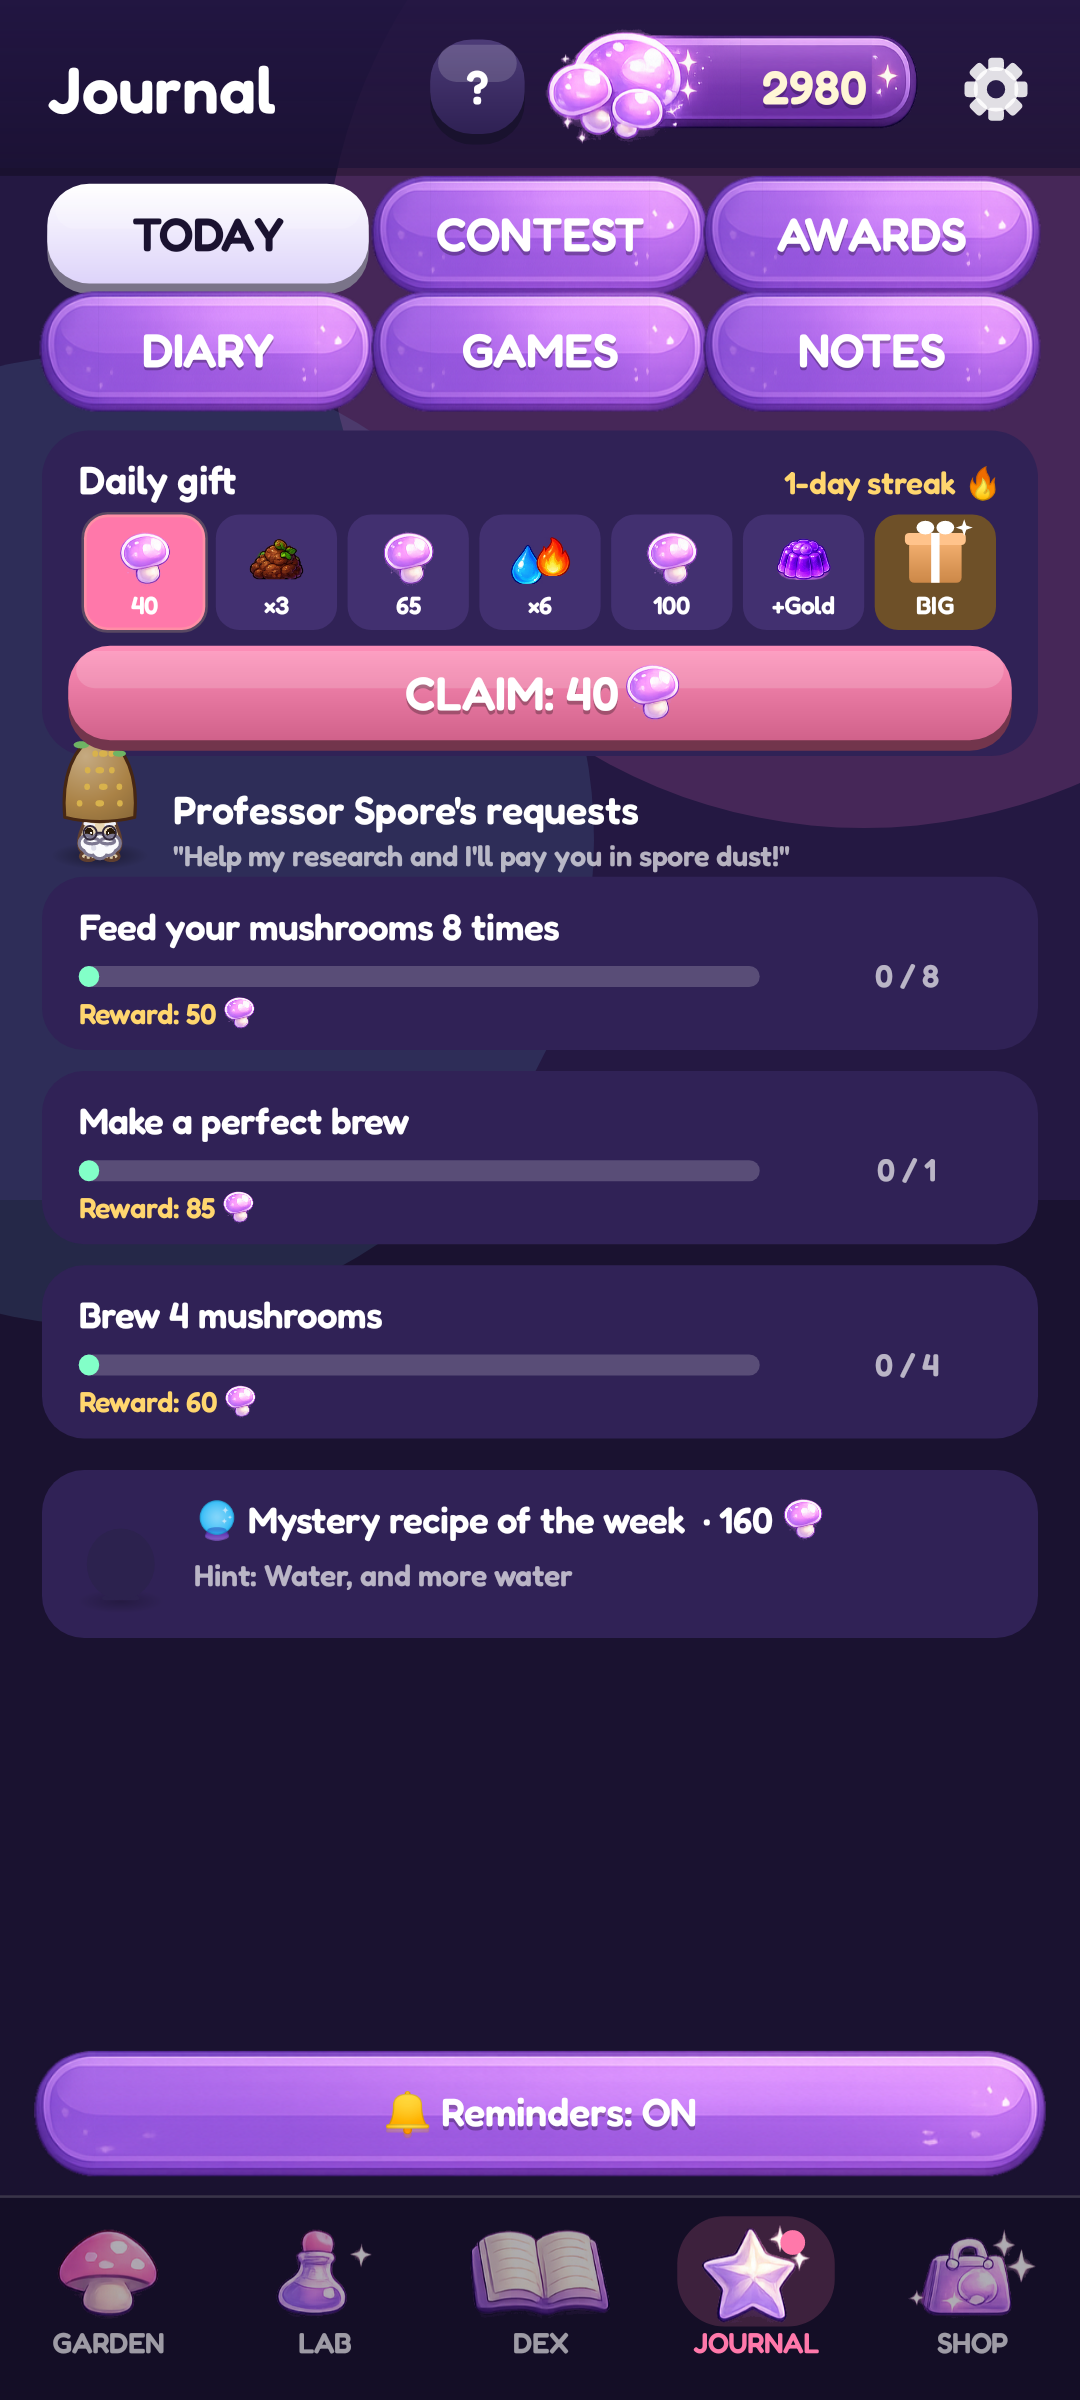 Journal
?
2980
TODAY
CONTEST
AWARDS
DIARY
GAMES
NOTES
Daily gift
1-day streak
40
×3
65
×6
100
+Gold
BIG
CLAIM: 40
Professor Spore's requests
"Help my research and I'll pay you in spore dust!"
Feed your mushrooms 8 times
0 / 8
Reward: 50
Make a perfect brew
0 / 1
Reward: 85
Brew 4 mushrooms
0 / 4
Reward: 60
Mystery recipe of the week · 160
Hint: Water, and more water
Reminders: ON
GARDEN
LAB
DEX
JOURNAL
SHOP